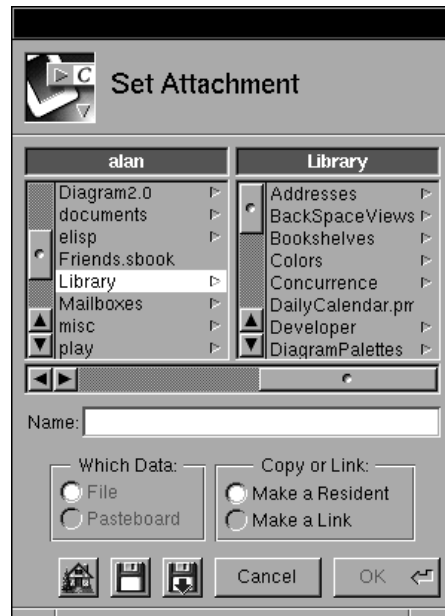 C
Set Attachment
alan
Diagram2.0
documents
elisp
Friends.sbook
Library
Mailboxes
misc
play
Library
Addresses
BackSpaceViews
Bookshelves
Colors
Concurrence
DailyCalendar.pr
Developer
DiagramPalettes
Name:
Which Data:
File
Pasteboard
Copy or Link:
Make a Resident
Make a Link
Cancel
OK